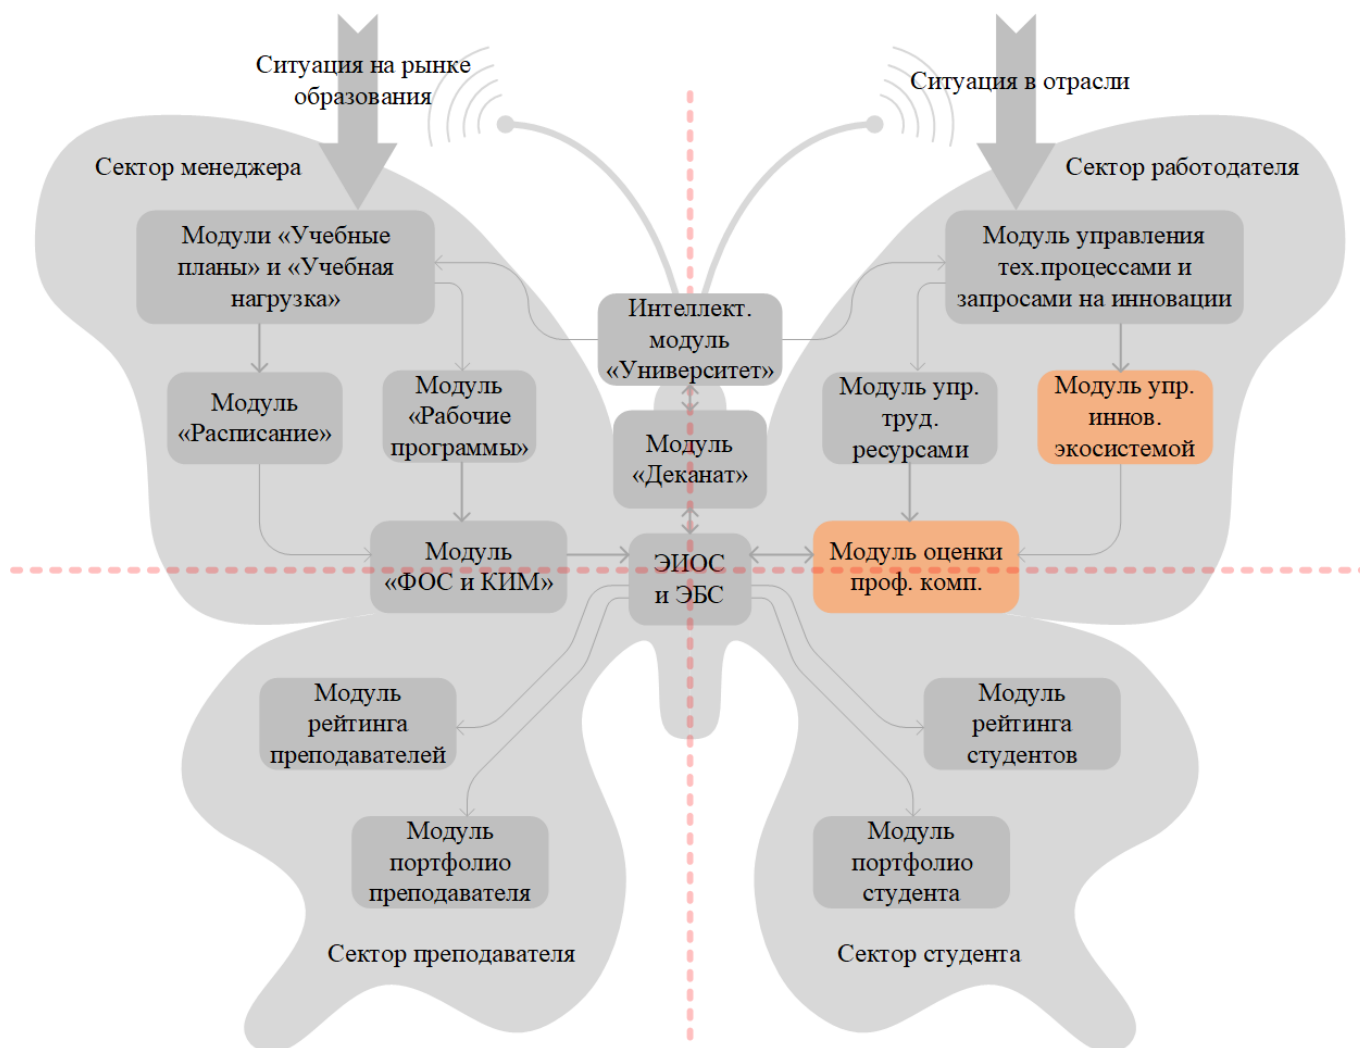 Ситуация на рынке
образования
Ситуация в отрасли
Сектор менеджера
Сектор работодателя
Модули «Учебные
планы» и «Учебная
нагрузка»
Модуль управления
тех.процессами и
запросами на инновации
Интеллект.
модуль
«Университет»
Модуль
«Расписание»
Модуль
«Рабочие
программы»
Модуль
«Деканат»
Модуль упр.
труд.
ресурсами
Модуль упр.
иннов.
экосистемой
Модуль
«ФОС и КИМ»
ЭИОС
и ЭБС
Модуль оценки
проф. комп.
Модуль
рейтинга
преподавателей
Модуль
рейтинга
студентов
Модуль
портфолио
преподавателя
Модуль
портфолио
студента
Сектор преподавателя
Сектор студента